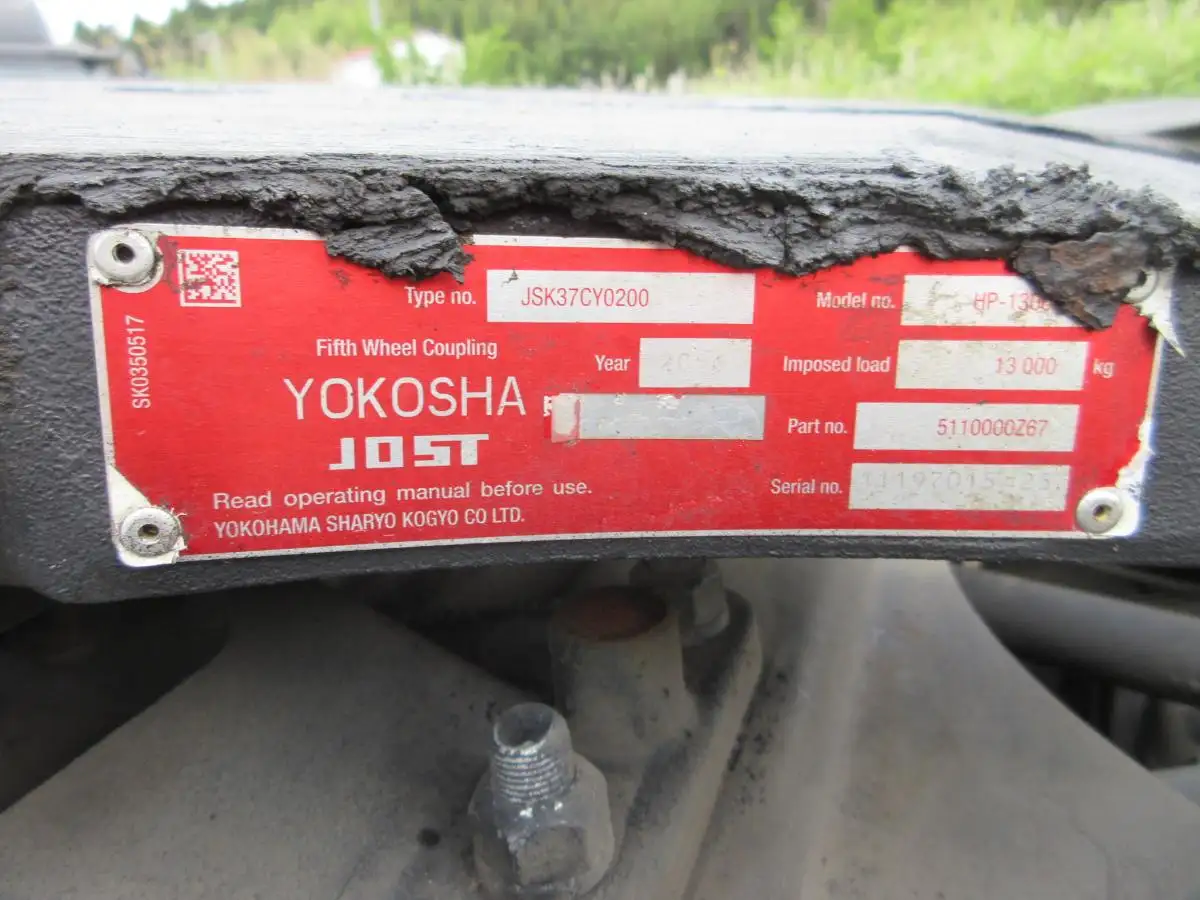 SK0350517
Type no. JSK37CY0200
Model no.
Fifth Wheel Coupling
Year
Imposed load 13 000 kg
YOKOSHA
JOST
Part no. 5110000Z67
Serial no.
Read operating manual before use.
YOKOHAMA SHARYO KOGYO CO LTD.